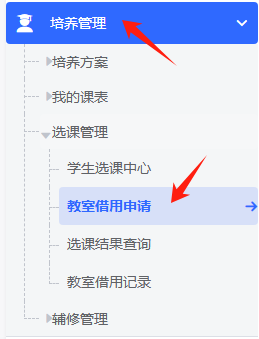 培养管理
培养方案
我的课表
选课管理
学生选课中心
教室借用申请
选课结果查询
教室借用记录
辅修管理